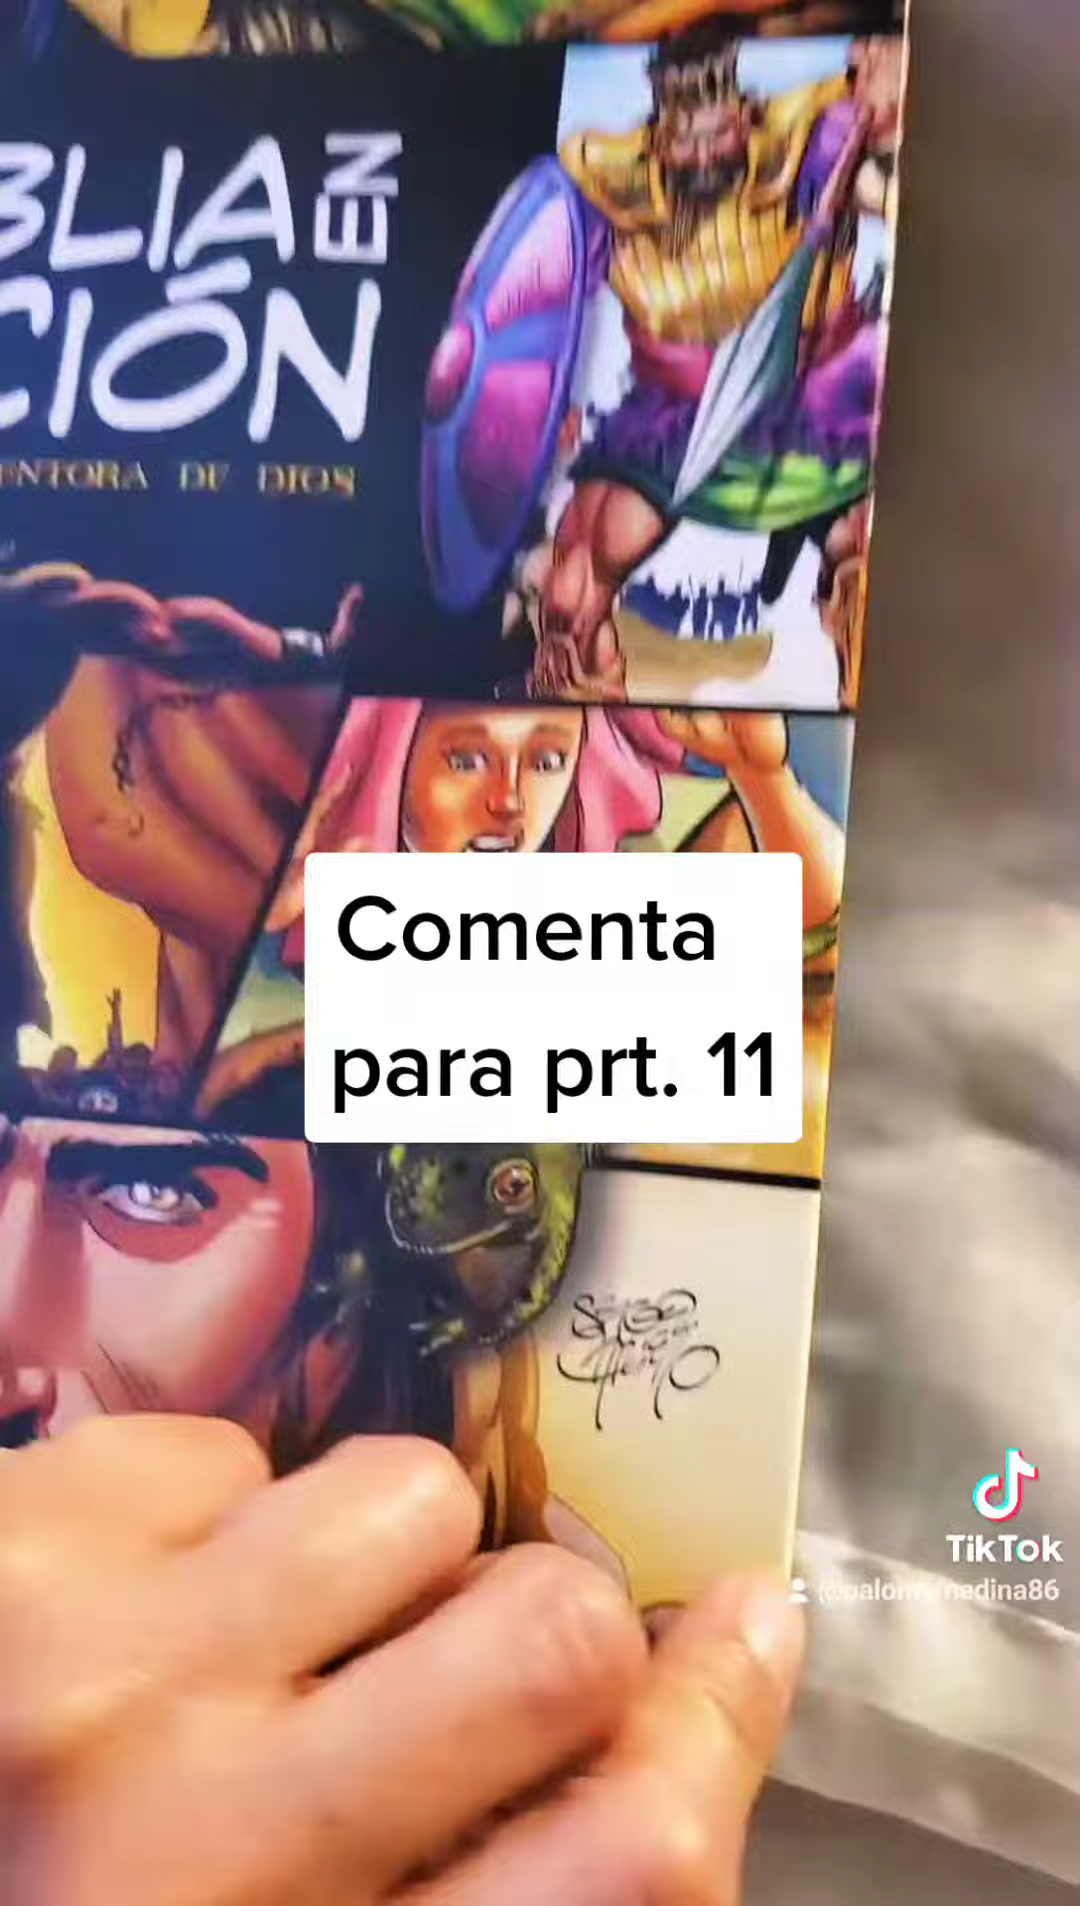 BLIA EN
CIÓN
ENTORA DE DIOS
Comenta
para prt. 11
TikTok